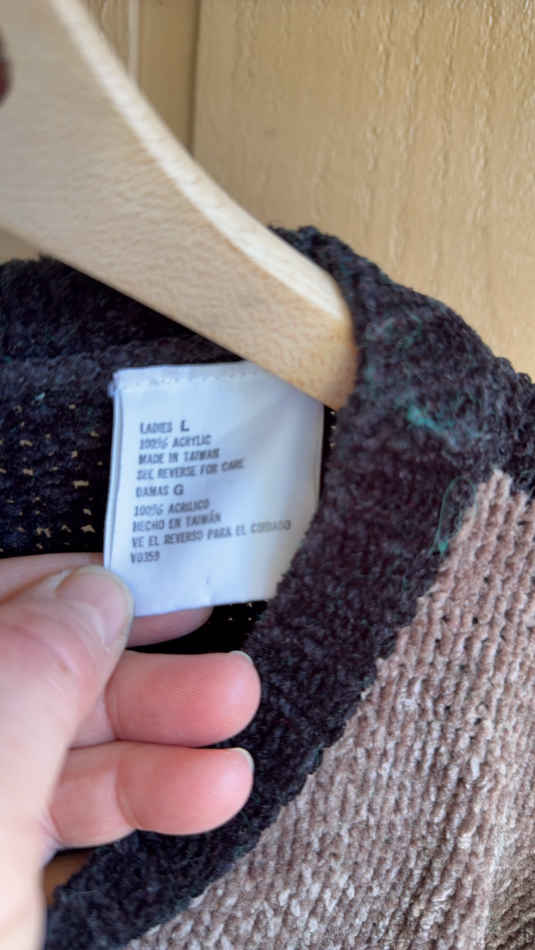 LADIES L
100% ACRYLIC
MADE IN TAIWAN
SEE REVERSE FOR CARE
DAMAS G
100% ACRILICO
HECHO EN TAIWÁN
VE EL REVERSO PARA EL CUIDADO
V0359